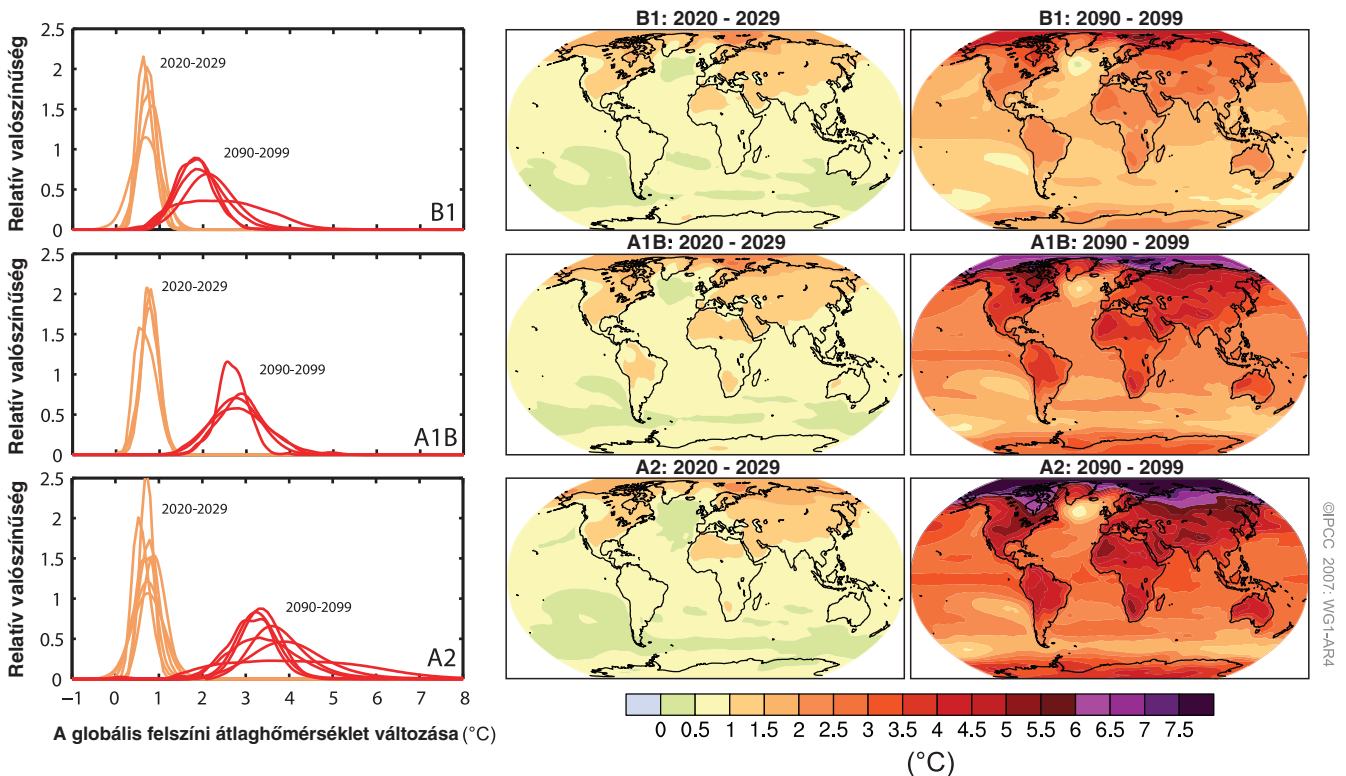 Relatív valószínűség
2.5
2
1.5
1
0.5
0
2020-2029
2090-2099
B1
B1: 2020 - 2029
B1: 2090 - 2099
Relatív valószínűség
2.5
2
1.5
1
0.5
0
2020-2029
2090-2099
A1B
A1B: 2020 - 2029
A1B: 2090 - 2099
Relatív valószínűség
2.5
2
1.5
1
0.5
0
2020-2029
2090-2099
A2
−1 0 1 2 3 4 5 6 7 8
A globális felszíni átlaghőmérséklet változása (°C)
A2: 2020 - 2029
A2: 2090 - 2099
0 0.5 1 1.5 2 2.5 3 3.5 4 4.5 5 5.5 6 6.5 7 7.5
(°C)
©IPCC 2007: WG1-AR4